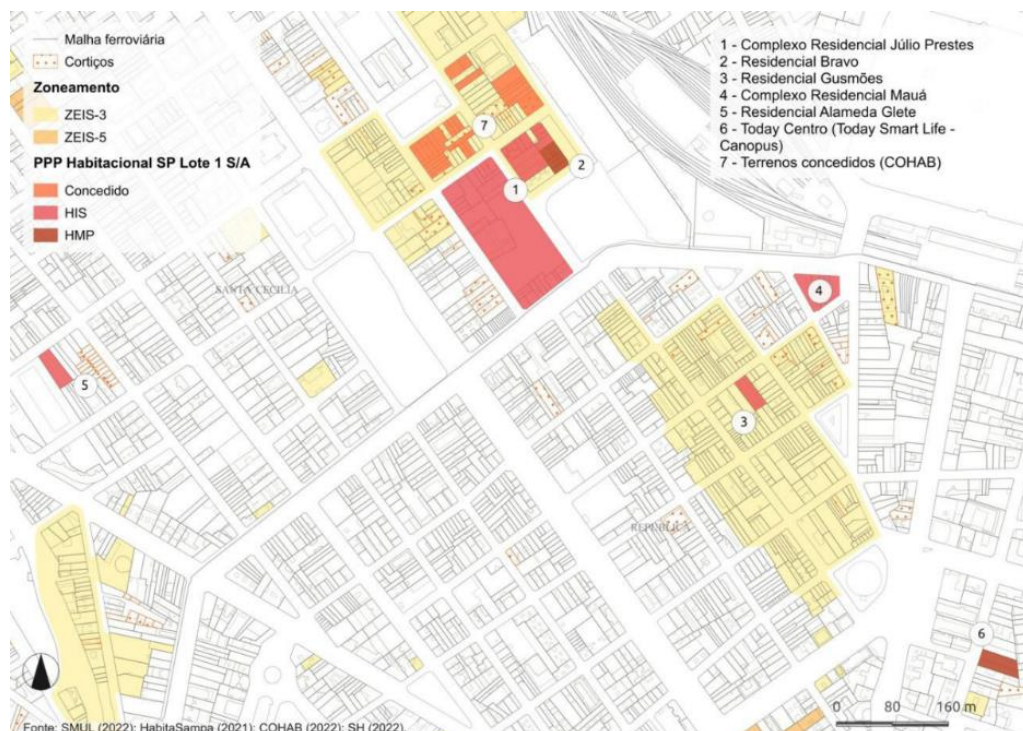 Malha ferroviária
Cortiços
Zoneamento
ZEIS-3
ZEIS-5
PPP Habitacional SP Lote 1 S/A
Concedido
HIS
HMP
1 - Complexo Residencial Júlio Prestes
2 - Residencial Bravo
3 - Residencial Gusmões
4 - Complexo Residencial Mauá
5 - Residencial Alameda Glete
6 - Today Centro (Today Smart Life -
Canopus)
7 - Terrenos concedidos (COHAB)
7
2
1
SANTA CECILIA
4
5
3
REPUBLICA
6
0 80 160 m
Fonte: SMUL (2022); HabitaSampa (2021); COHAB (2022); SH (2022).